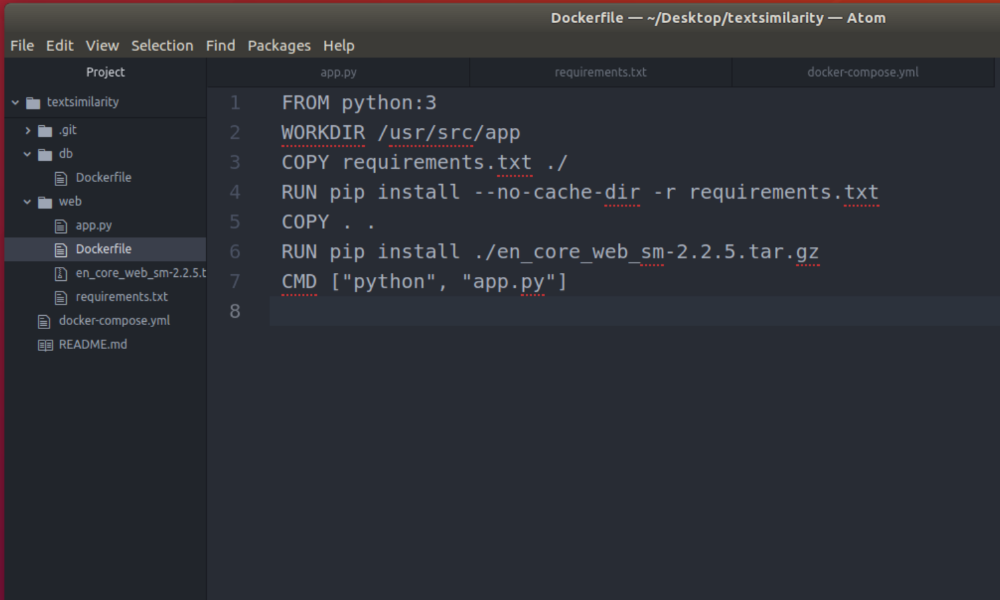 Dockerfile — ~/Desktop/textsimilarity — Atom
File Edit View Selection Find Packages Help
Project
app.py
requirements.txt
docker-compose.yml
textsimilarity
.git
db
Dockerfile
web
app.py
Dockerfile
en_core_web_sm-2.2.5.t
requirements.txt
docker-compose.yml
README.md
1 FROM python:3
2 WORKDIR /usr/src/app
3 COPY requirements.txt ./
4 RUN pip install --no-cache-dir -r requirements.txt
5 COPY . .
6 RUN pip install ./en_core_web_sm-2.2.5.tar.gz
7 CMD ["python", "app.py"]
8